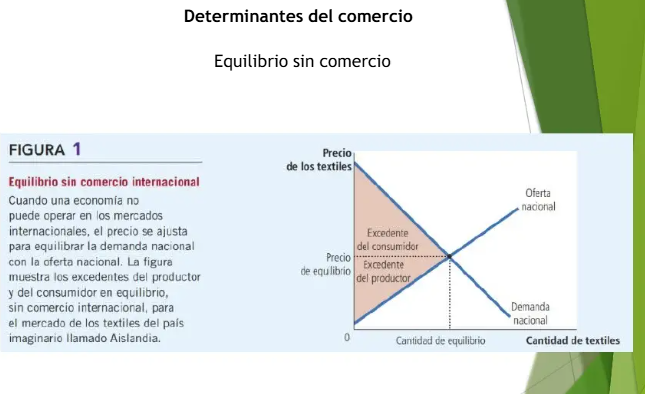 Determinantes del comercio
Equilibrio sin comercio
FIGURA 1
Equilibrio sin comercio internacional
Cuando una economía no
puede operar en los mercados
internacionales, el precio se ajusta
para equilibrar la demanda nacional
con la oferta nacional. La figura
muestra los excedentes del productor
y del consumidor en equilibrio,
sin comercio internacional, para
el mercado de los textiles del país
imaginario llamado Aislandia.
Precio
de los textiles
Oferta
nacional
Excedente
del consumidor
Precio
de equilibrio
Excedente
del productor
Demanda
nacional
0
Cantidad de equilibrio
Cantidad de textiles